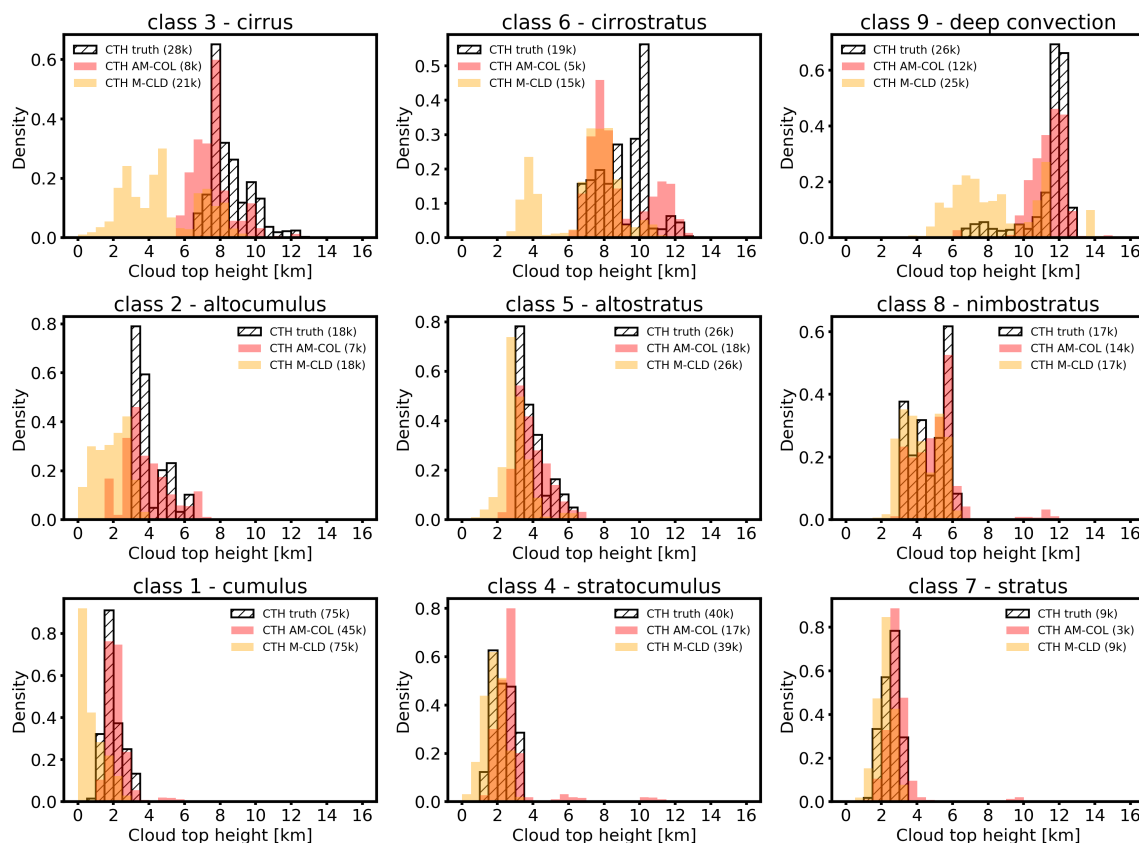 class 3 - cirrus
CTH truth (28k)
CTH AM-COL (8k)
CTH M-CLD (21k)
Density
0.6
0.4
0.2
0.0
0 2 4 6 8 10 12 14 16
Cloud top height [km]
class 6 - cirrostratus
CTH truth (19k)
CTH AM-COL (5k)
CTH M-CLD (15k)
Density
0.5
0.4
0.3
0.2
0.1
0.0
0 2 4 6 8 10 12 14 16
Cloud top height [km]
class 9 - deep convection
CTH truth (26k)
CTH AM-COL (12k)
CTH M-CLD (25k)
Density
0.6
0.4
0.2
0.0
0 2 4 6 8 10 12 14 16
Cloud top height [km]
class 2 - altocumulus
CTH truth (18k)
CTH AM-COL (7k)
CTH M-CLD (18k)
Density
0.8
0.6
0.4
0.2
0.0
0 2 4 6 8 10 12 14 16
Cloud top height [km]
class 5 - altostratus
CTH truth (26k)
CTH AM-COL (18k)
CTH M-CLD (26k)
Density
0.8
0.6
0.4
0.2
0.0
0 2 4 6 8 10 12 14 16
Cloud top height [km]
class 8 - nimbostratus
CTH truth (17k)
CTH AM-COL (14k)
CTH M-CLD (17k)
Density
0.6
0.4
0.2
0.0
0 2 4 6 8 10 12 14 16
Cloud top height [km]
class 1 - cumulus
CTH truth (75k)
CTH AM-COL (45k)
CTH M-CLD (75k)
Density
0.8
0.6
0.4
0.2
0.0
0 2 4 6 8 10 12 14 16
Cloud top height [km]
class 4 - stratocumulus
CTH truth (40k)
CTH AM-COL (17k)
CTH M-CLD (39k)
Density
0.8
0.6
0.4
0.2
0.0
0 2 4 6 8 10 12 14 16
Cloud top height [km]
class 7 - stratus
CTH truth (9k)
CTH AM-COL (3k)
CTH M-CLD (9k)
Density
0.8
0.6
0.4
0.2
0.0
0 2 4 6 8 10 12 14 16
Cloud top height [km]